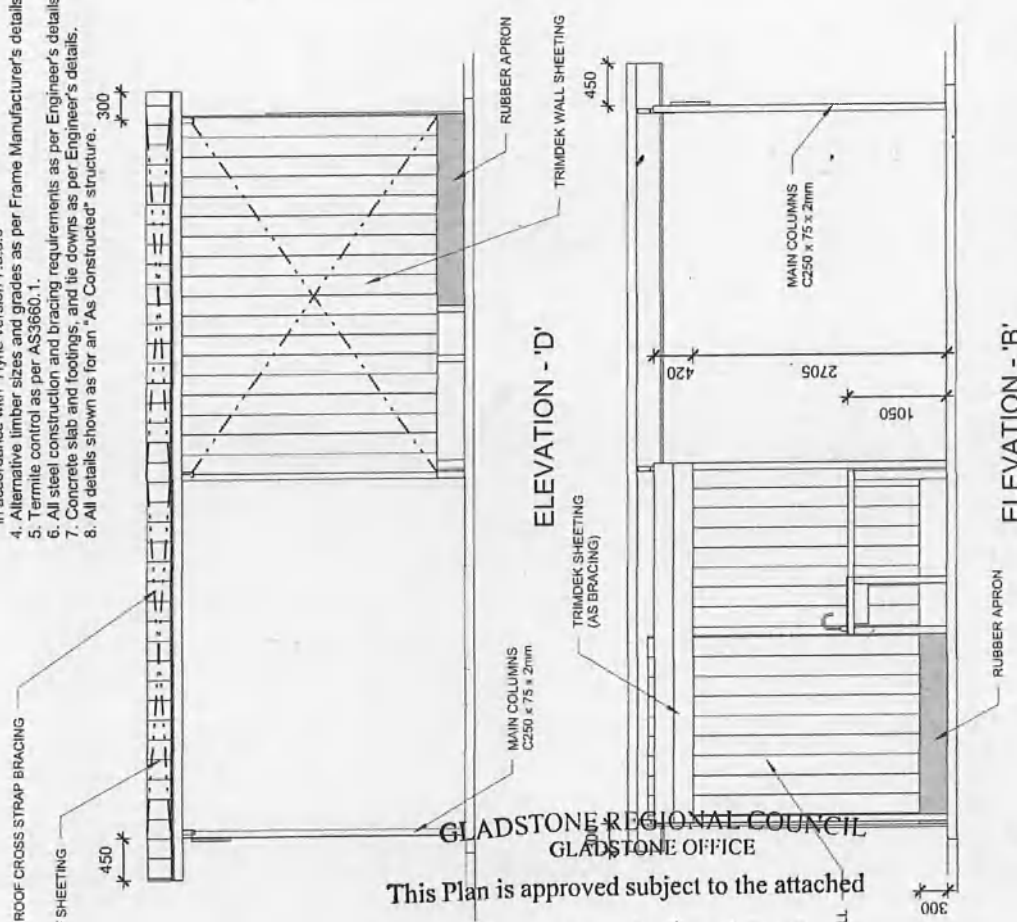 4. Alternative timber sizes and grades as per Frame Manufacturer's details
5. Termite control as per AS3660.1.
6. All steel construction and bracing requirements as per Engineer's details
7. Concrete slab and footings, and tie downs as per Engineer's details.
8. All details shown as for an "As Constructed" structure.
ROOF CROSS STRAP BRACING
SHEETING
450
300
RUBBER APRON
TRIMDEK WALL SHEETING
MAIN COLUMNS
C250 x 75 x 2mm
ELEVATION - 'D'
TRIMDEK SHEETING
(AS BRACING)
450
MAIN COLUMNS
C250 x 75 x 2mm
420
2705
1050
300
RUBBER APRON
ELEVATION - 'B'
GLADSTONE REGIONAL COUNCIL
GLADSTONE OFFICE
This Plan is approved subject to the attached